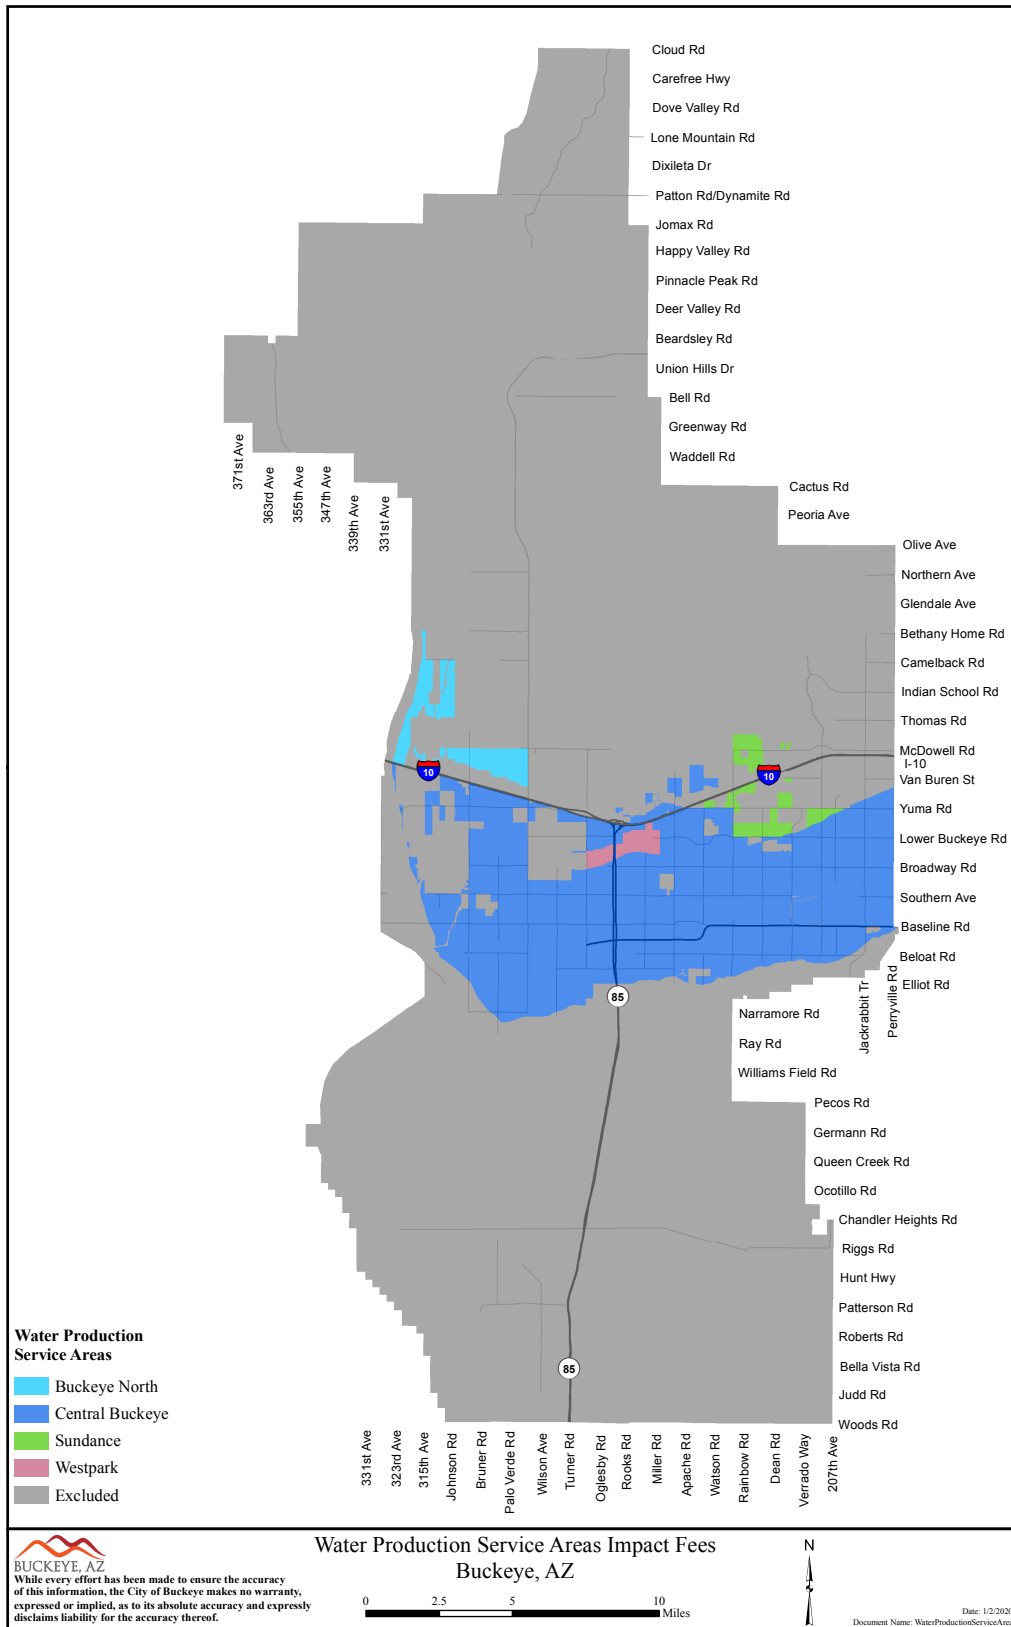 Cloud Rd
Carefree Hwy
Dove Valley Rd
Lone Mountain Rd
Dixileta Dr
Patton Rd/Dynamite Rd
Jomax Rd
Happy Valley Rd
Pinnacle Peak Rd
Deer Valley Rd
Beardsley Rd
Union Hills Dr
Bell Rd
Greenway Rd
Waddell Rd
371st Ave
363rd Ave
355th Ave
347th Ave
339th Ave
331st Ave
Cactus Rd
Peoria Ave
Olive Ave
Northern Ave
Glendale Ave
Bethany Home Rd
Camelback Rd
Indian School Rd
Thomas Rd
McDowell Rd
I-10
10
10
Van Buren St
Yuma Rd
Lower Buckeye Rd
Broadway Rd
Southern Ave
Baseline Rd
Beloat Rd
Elliot Rd
Jackrabbit Tr
Perryville Rd
85
Narramore Rd
Ray Rd
Williams Field Rd
Pecos Rd
Germann Rd
Queen Creek Rd
Ocotillo Rd
Chandler Heights Rd
Riggs Rd
Hunt Hwy
Patterson Rd
Roberts Rd
Bella Vista Rd
85
Judd Rd
Woods Rd
Water Production
Service Areas
Buckeye North
Central Buckeye
Sundance
Westpark
Excluded
331st Ave
323rd Ave
315th Ave
Johnson Rd
Bruner Rd
Palo Verde Rd
Wilson Ave
Turner Rd
Oglesby Rd
Rooks Rd
Miller Rd
Apache Rd
Watson Rd
Rainbow Rd
Dean Rd
Verrado Way
207th Ave
BUCKEYE, AZ
While every effort has been made to ensure the accuracy
of this information, the City of Buckeye makes no warranty,
expressed or implied, as to its absolute accuracy and expressly
disclaims liability for the accuracy thereof.
Water Production Service Areas Impact Fees
Buckeye, AZ
0 2.5 5 10
Miles
N
Date: 1/2/2020
Document Name: WaterProductionServiceArea